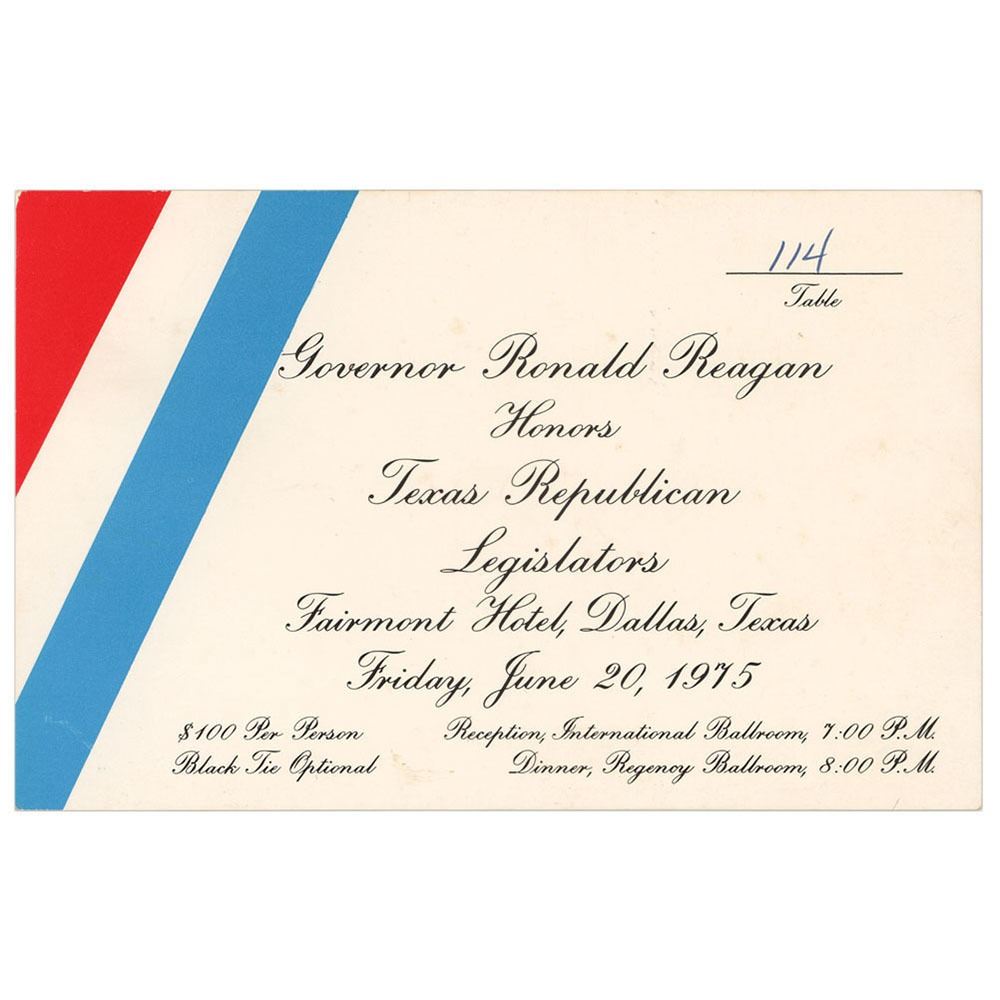 114
Table
Governor Ronald Reagan
Honors
Texas Republican
Legislators
Fairmont Hotel, Dallas, Texas
Friday, June 20, 1975
$100 Per Person
Black Tie Optional
Reception, International Ballroom, 7:00 P.M.
Dinner, Regency Ballroom, 8:00 P.M.